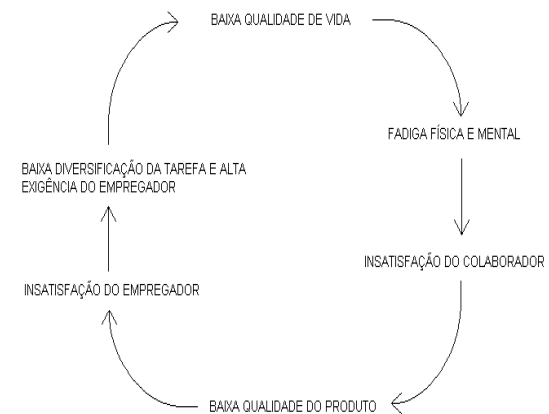 BAIXA QUALIDADE DE VIDA
FADIGA FÍSICA E MENTAL
INSATISFAÇÃO DO COLABORADOR
BAIXA QUALIDADE DO PRODUTO
INSATISFAÇÃO DO EMPREGADOR
BAIXA DIVERSIFICAÇÃO DA TAREFA E ALTA
EXIGÊNCIA DO EMPREGADOR